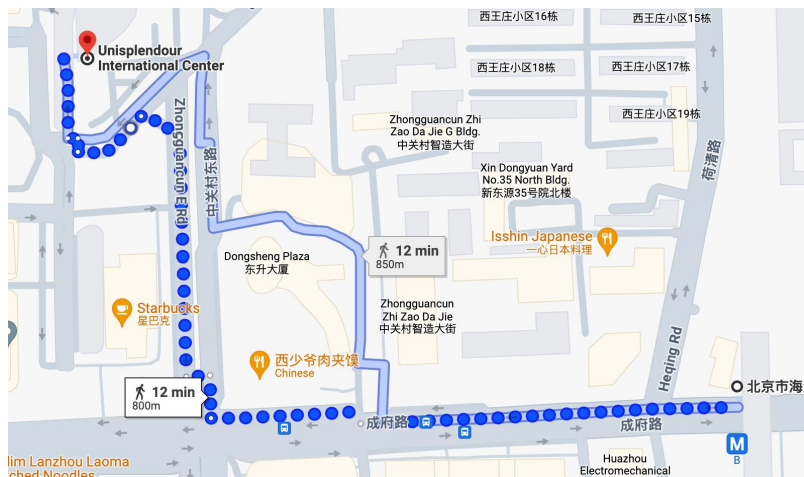 西王庄小区16栋
西王庄小区15栋
Unisplendour
International Center
西王庄小区18栋
西王庄小区17栋
西王庄小区19栋
Zhongguancun Zhi
Zao Da Jie G Bldg.
中关村智造大街
Zhongguancun E Rd
中关村东路
荷清路
Xin Dongyuan Yard
No.35 North Bldg.
新东源35号院北楼
Isshin Japanese
一心日本料理
12 min
850m
Dongsheng Plaza
东升大厦
Zhongguancun
Zhi Zao Da Jie
中关村智造大街
Starbucks
星巴克
西少爷肉夹馍
Chinese
Heqing Rd
12 min
800m
北京市海
成府路
成府路
M
B
lim Lanzhou Laoma
ched Noodles
Huazhou
Electromechanical